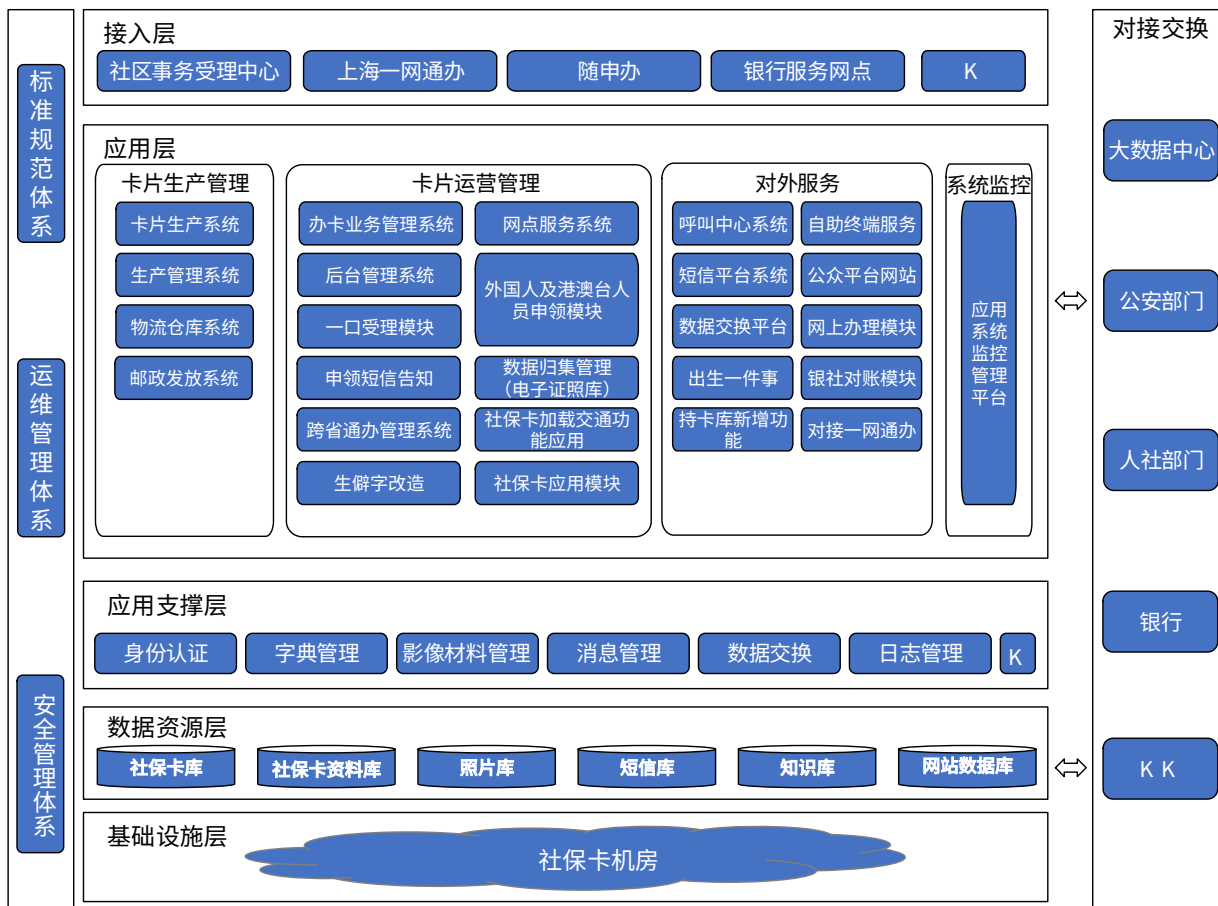 标准规范体系
运维管理体系
安全管理体系
接入层
社区事务受理中心
上海一网通办
随申办
银行服务网点
K
应用层
卡片生产管理
卡片生产系统
生产管理系统
物流仓库系统
邮政发放系统
卡片运营管理
办卡业务管理系统
网点服务系统
后台管理系统
外国人及港澳台人
员申领模块
一口受理模块
申领短信告知
数据归集管理
（电子证照库）
跨省通办管理系统
社保卡加载交通功
能应用
生僻字改造
社保卡应用模块
对外服务
呼叫中心系统
自助终端服务
短信平台系统
公众平台网站
数据交换平台
网上办理模块
出生一件事
银社对账模块
持卡库新增功
能
对接一网通办
系统监控
应用
系统
监控
管理
平台
应用支撑层
身份认证
字典管理
影像材料管理
消息管理
数据交换
日志管理
K
数据资源层
社保卡库
社保卡资料库
照片库
短信库
知识库
网站数据库
基础设施层
社保卡机房
对接交换
大数据中心
公安部门
人社部门
银行
K K